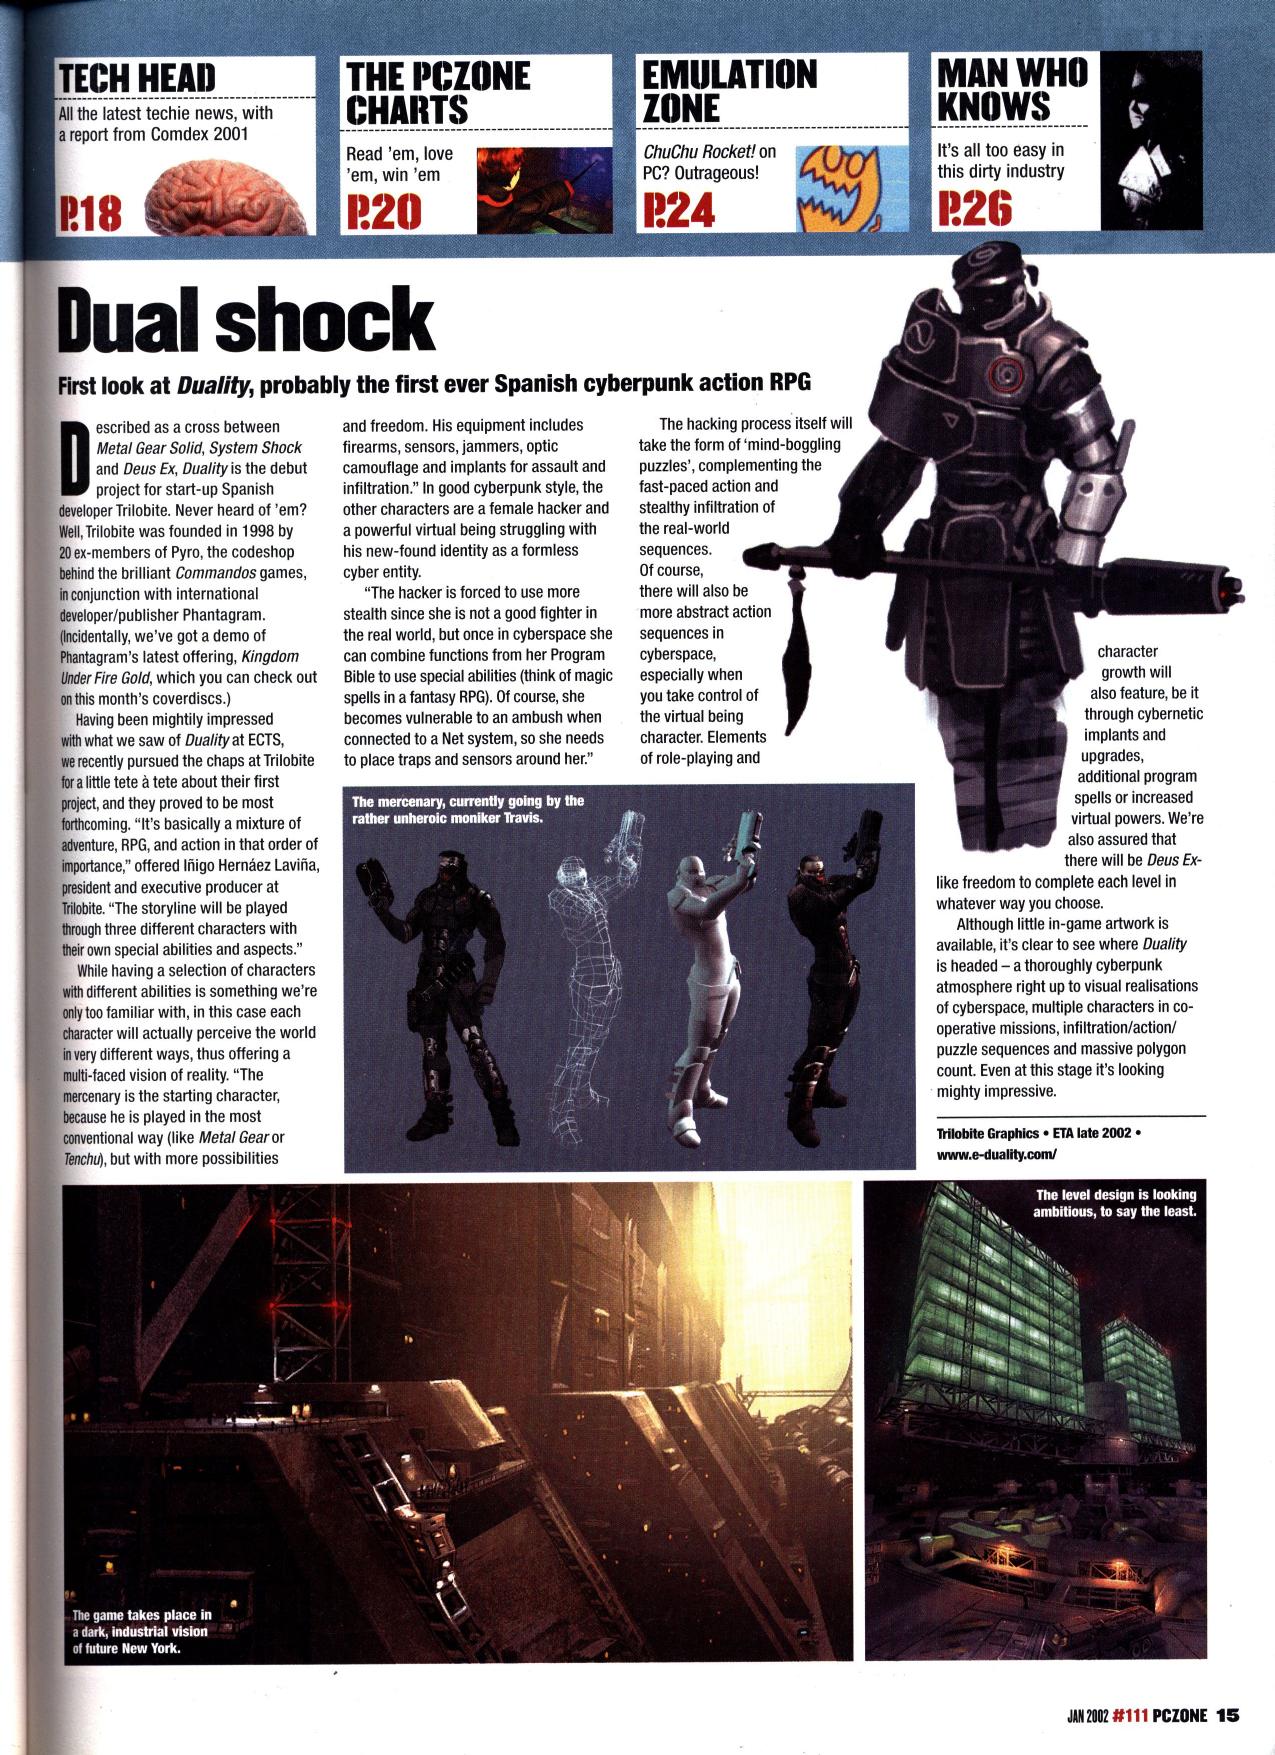 TECH HEAD
All the latest techie news, with
a report from Comdex 2001
P.18
THE PCZONE
CHARTS
Read 'em, love
'em, win 'em
P.20
EMULATION
ZONE
ChuChu Rocket! on
PC? Outrageous!
P.24
MAN WHO
KNOWS
It's all too easy in
this dirty industry
P.26
Dual shock
First look at Duality, probably the first ever Spanish cyberpunk action RPG
Described as a cross between
Metal Gear Solid, System Shock
and Deus Ex, Duality is the debut
project for start-up Spanish
developer Trilobite. Never heard of 'em?
Well, Trilobite was founded in 1998 by
20 ex-members of Pyro, the codeshop
behind the brilliant Commandos games,
in conjunction with international
developer/publisher Phantagram.
(Incidentally, we've got a demo of
Phantagram's latest offering, Kingdom
Under Fire Gold, which you can check out
on this month's coverdiscs.)
Having been mightily impressed
with what we saw of Duality at ECTS,
we recently pursued the chaps at Trilobite
for a little tete à tete about their first
project, and they proved to be most
forthcoming. "It's basically a mixture of
adventure, RPG, and action in that order of
importance," offered Iñigo Hernáez Laviña,
president and executive producer at
Trilobite. "The storyline will be played
through three different characters with
their own special abilities and aspects."
While having a selection of characters
with different abilities is something we're
only too familiar with, in this case each
character will actually perceive the world
in very different ways, thus offering a
multi-faced vision of reality. "The
mercenary is the starting character,
because he is played in the most
conventional way (like Metal Gear or
Tenchu), but with more possibilities
and freedom. His equipment includes
firearms, sensors, jammers, optic
camouflage and implants for assault and
infiltration." In good cyberpunk style, the
other characters are a female hacker and
a powerful virtual being struggling with
his new-found identity as a formless
cyber entity.
"The hacker is forced to use more
stealth since she is not a good fighter in
the real world, but once in cyberspace she
can combine functions from her Program
Bible to use special abilities (think of magic
spells in a fantasy RPG). Of course, she
becomes vulnerable to an ambush when
connected to a Net system, so she needs
to place traps and sensors around her."
The hacking process itself will
take the form of 'mind-boggling
puzzles', complementing the
fast-paced action and
stealthy infiltration of
the real-world
sequences.
Of course,
there will also be
more abstract action
sequences in
cyberspace,
especially when
you take control of
the virtual being
character. Elements
of role-playing and
character
growth will
also feature, be it
through cybernetic
implants and
upgrades,
additional program
spells or increased
virtual powers. We're
also assured that
there will be Deus Ex-
like freedom to complete each level in
whatever way you choose.
Although little in-game artwork is
available, it's clear to see where Duality
is headed – a thoroughly cyberpunk
atmosphere right up to visual realisations
of cyberspace, multiple characters in co-
operative missions, infiltration/action/
puzzle sequences and massive polygon
count. Even at this stage it's looking
mighty impressive.
Trilobite Graphics • ETA late 2002 •
www.e-duality.com/
The mercenary, currently going by the
rather unheroic moniker Travis.
The game takes place in
a dark, industrial vision
of future New York.
The level design is looking
ambitious, to say the least.
JAN 2002 #111 PCZONE 15